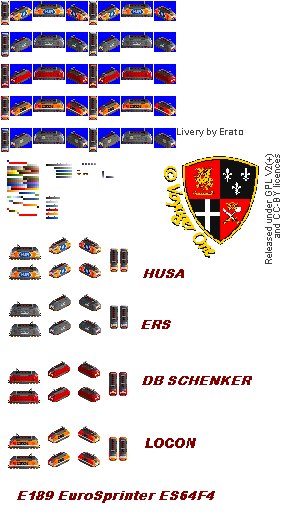 Livery by Erato
Released under GPL V2(+)
and CC-BY licences
© Voyager One
HUSA
ERS
DB SCHENKER
LOCON
E189 EuroSprinter ES64F4